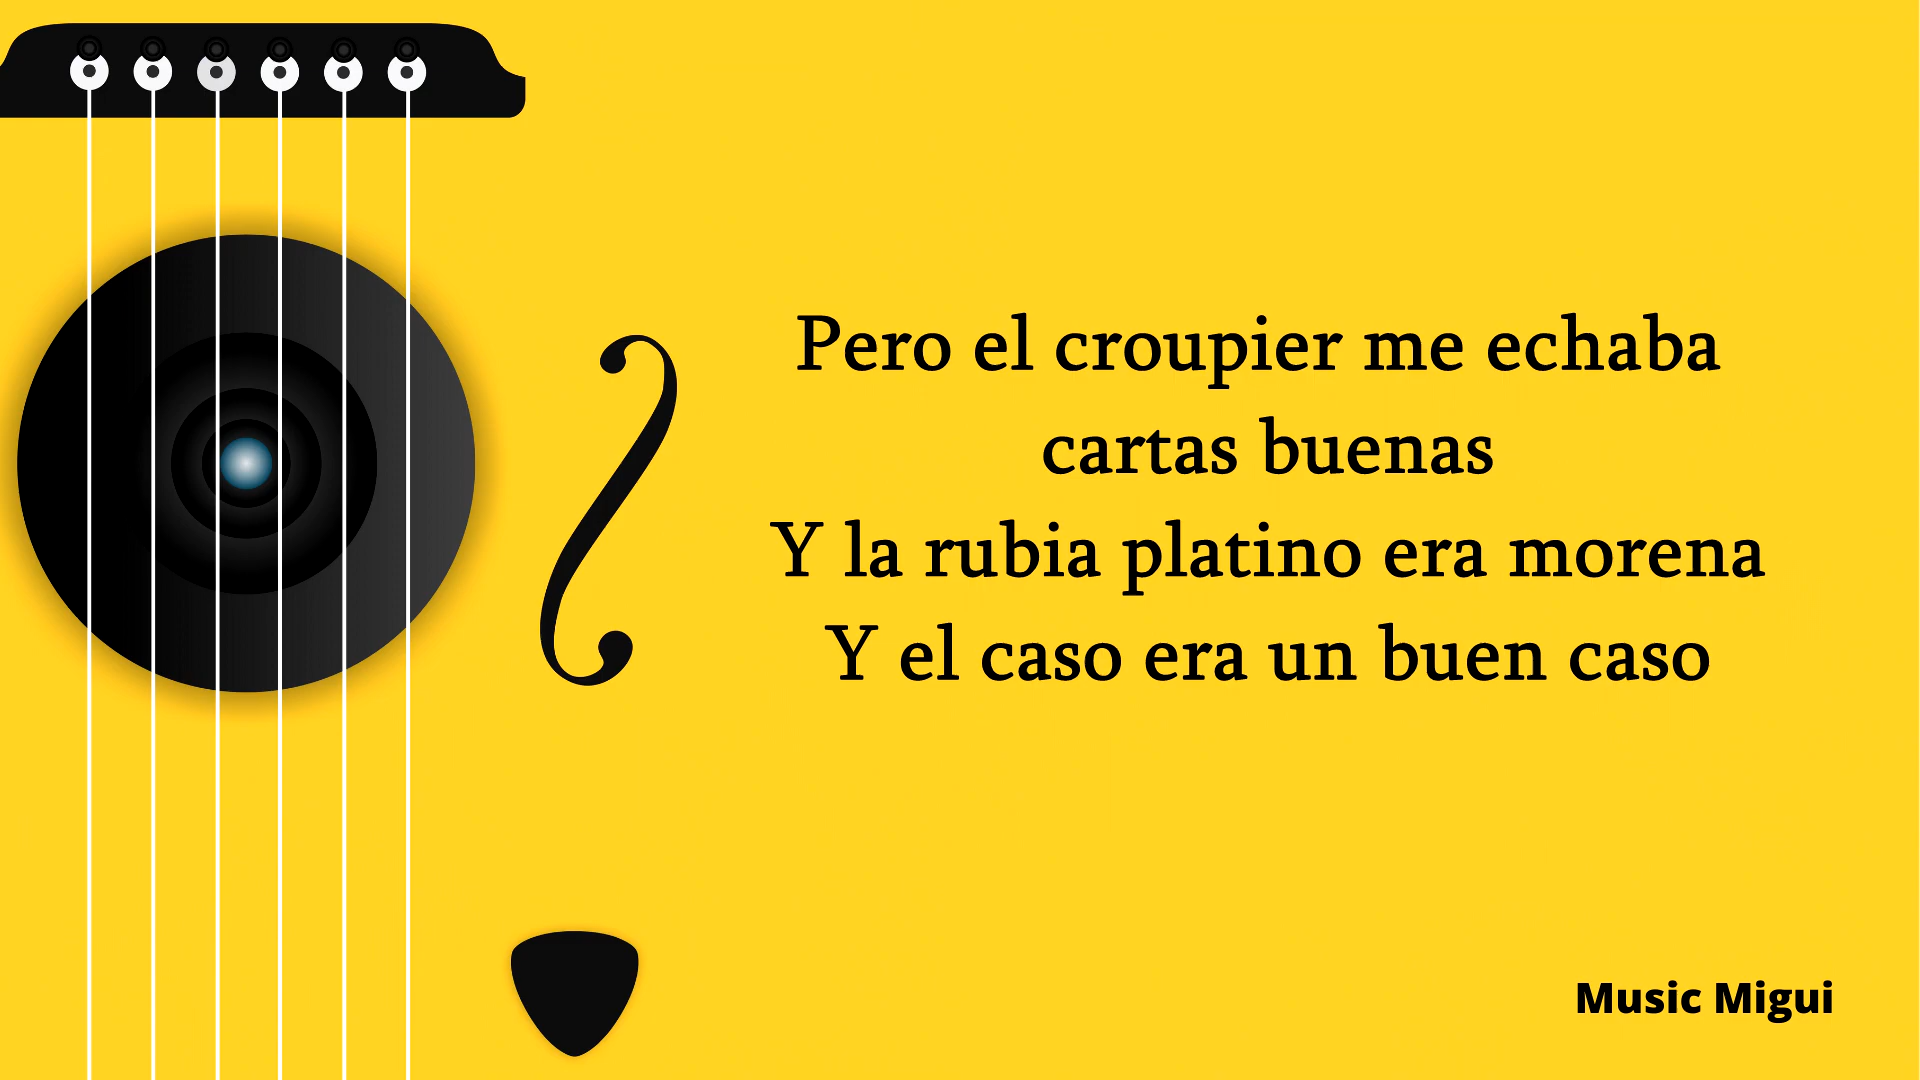 Pero el croupier me echaba
cartas buenas
Y la rubia platino era morena
Y el caso era un buen caso
Music Migui